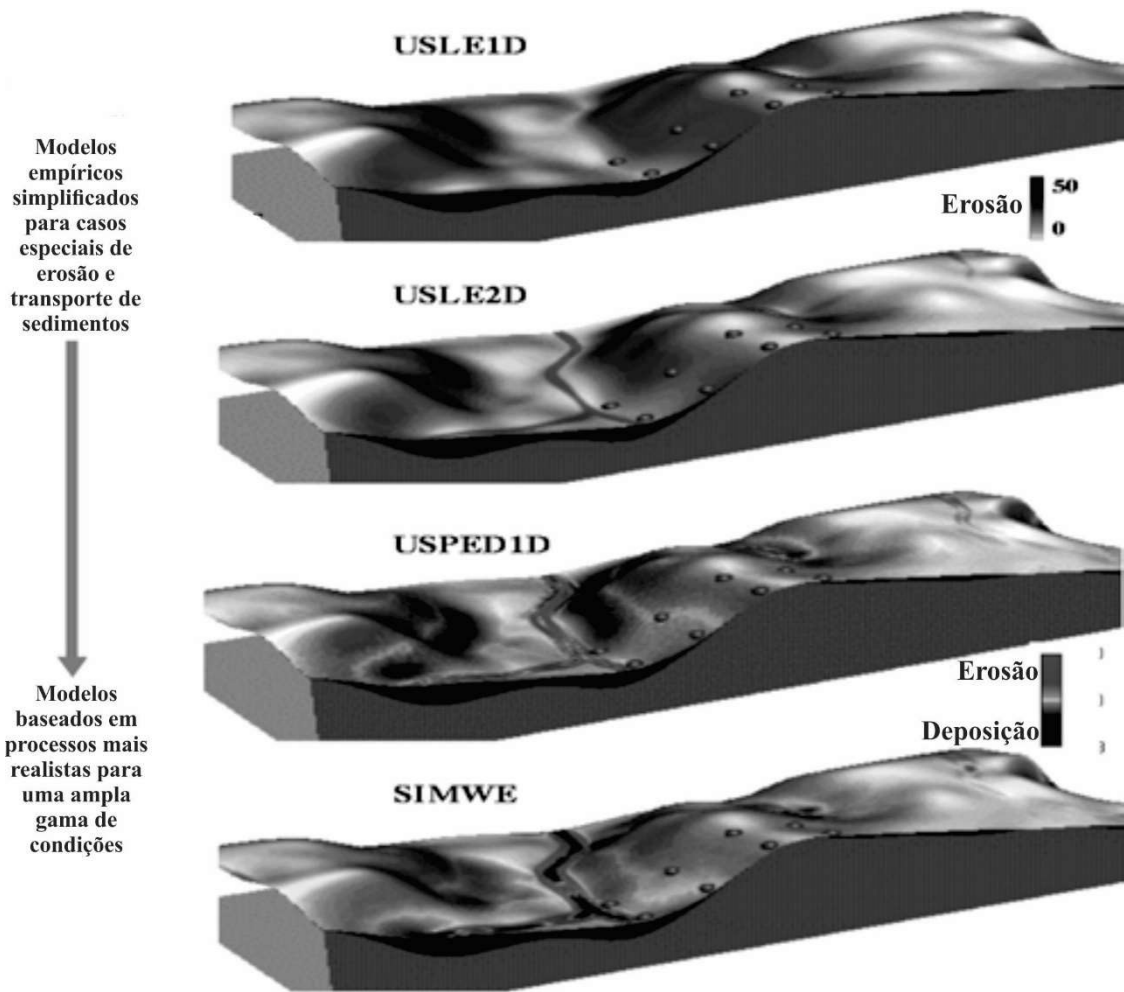 USLE1D
Modelos
empíricos
simplificados
para casos
especiais de
erosão e
transporte de
sedimentos
Erosão
50
0
USLE2D
USPED1D
Modelos
baseados em
processos mais
realistas para
uma ampla
gama de
condições
Erosão
Deposição
SIMWE